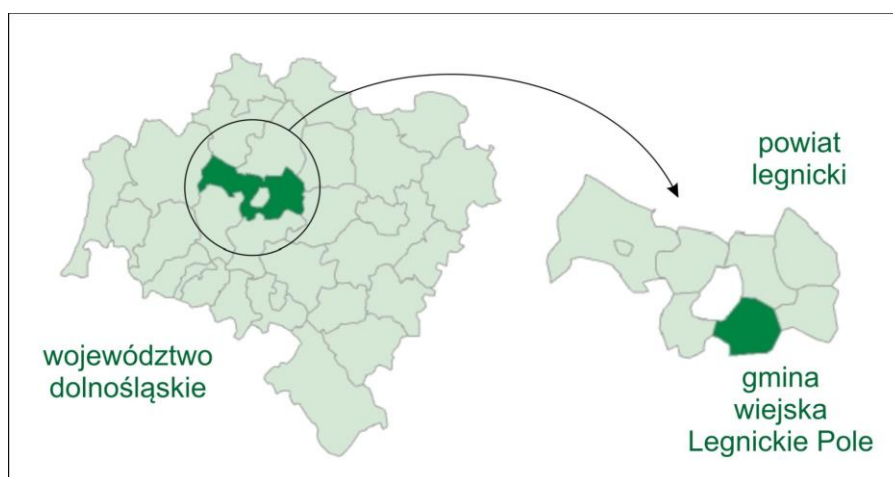 powiat
legnicki
województwo
dolnośląskie
gmina
wiejska
Legnickie Pole